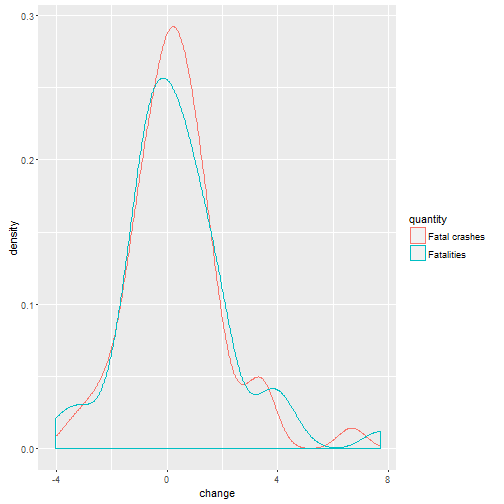 0.3
0.2
0.1
0.0
density
-4
0
4
8
change
quantity
Fatal crashes
Fatalities